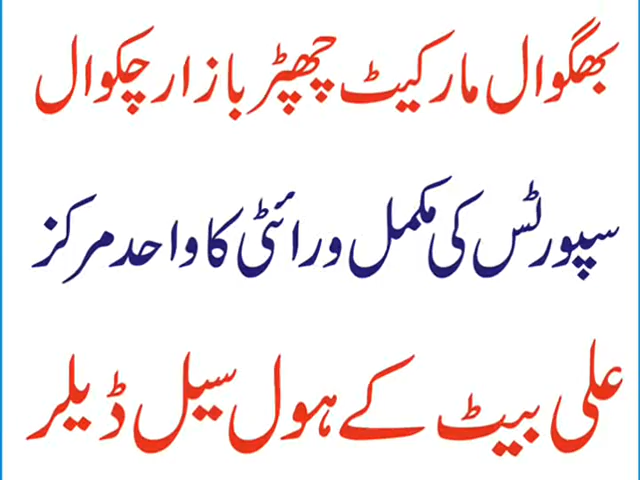 بھگوال مارکیٹ چھپڑ بازار چکوال
سپورٹس کی مکمل ورائٹی کا واحد مرکز
علی بیٹ کے ہول سیل ڈیلر